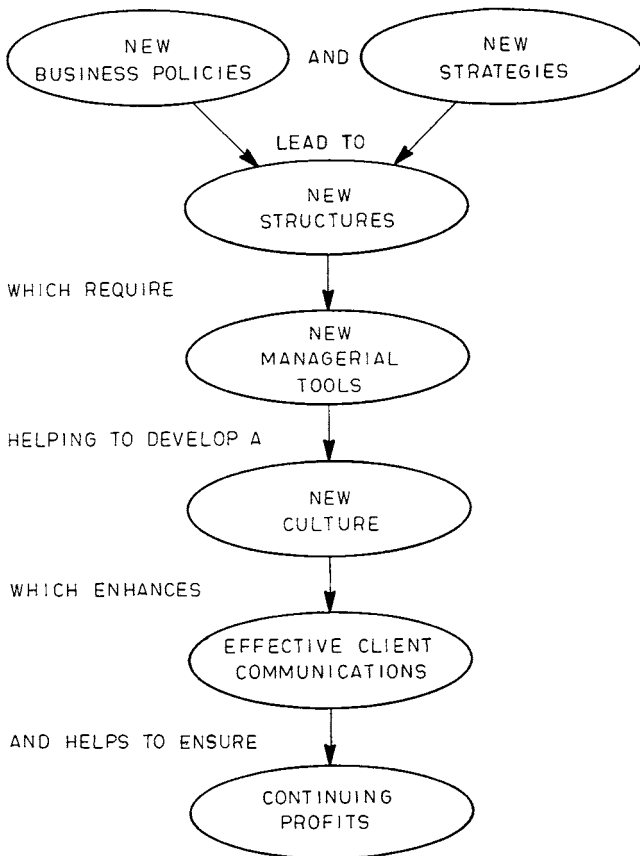 NEW
BUSINESS POLICIES
AND
NEW
STRATEGIES
LEAD TO
NEW
STRUCTURES
WHICH REQUIRE
NEW
MANAGERIAL
TOOLS
HELPING TO DEVELOP A
NEW
CULTURE
WHICH ENHANCES
EFFECTIVE CLIENT
COMMUNICATIONS
AND HELPS TO ENSURE
CONTINUING
PROFITS